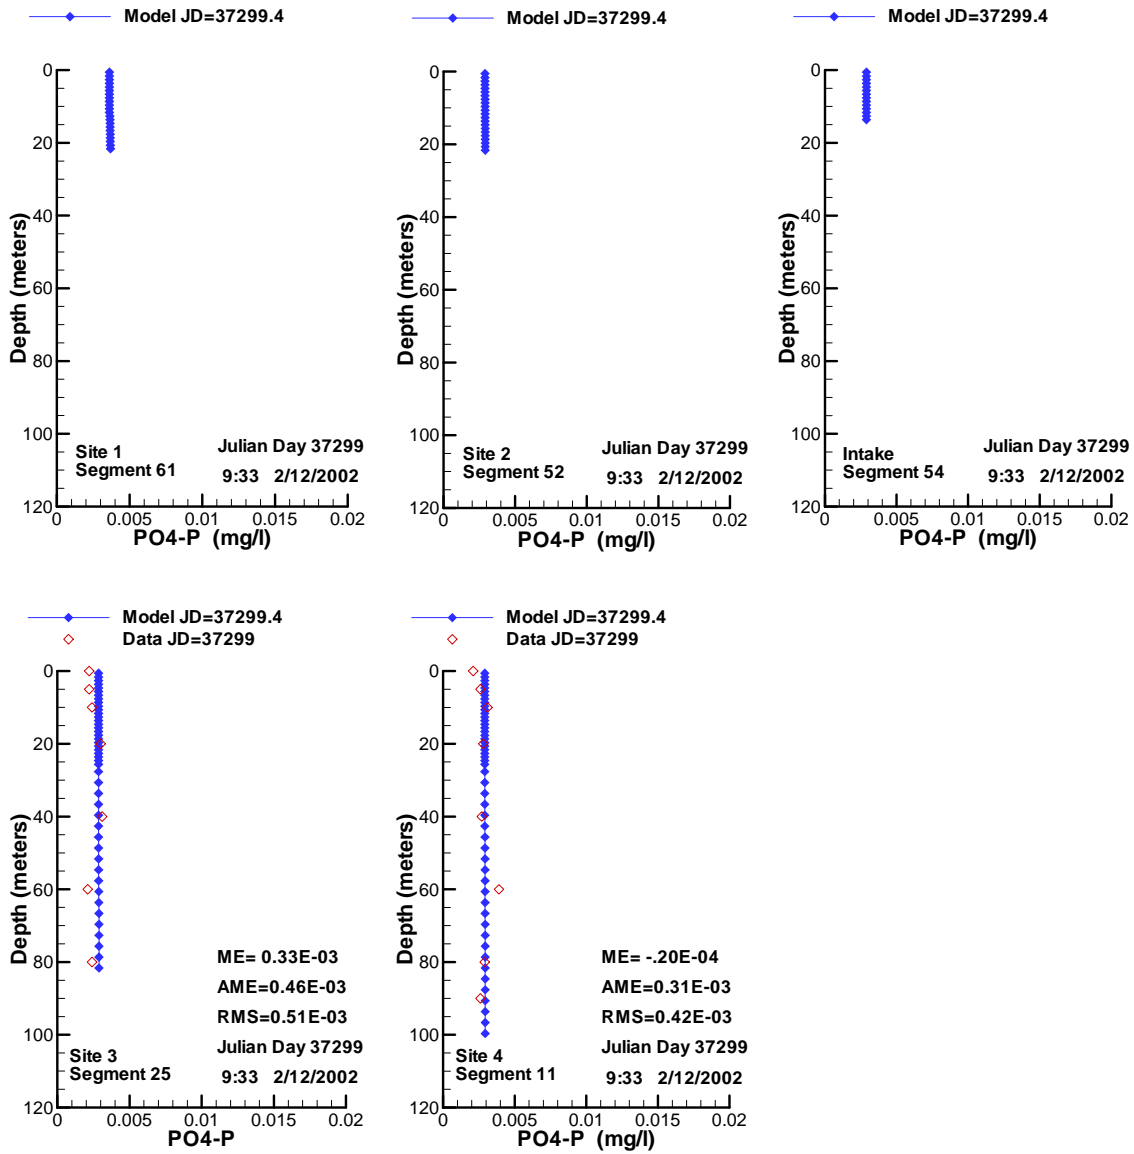 Model JD=37299.4
0
20
40
60
80
100
120
Depth (meters)
0
0.005
0.01
0.015
0.02
PO4-P (mg/l)
Site 1
Segment 61
Julian Day 37299
9:33 2/12/2002
Model JD=37299.4
0
20
40
60
80
100
120
Depth (meters)
0
0.005
0.01
0.015
0.02
PO4-P (mg/l)
Site 2
Segment 52
Julian Day 37299
9:33 2/12/2002
Model JD=37299.4
0
20
40
60
80
100
120
Depth (meters)
0
0.005
0.01
0.015
0.02
PO4-P (mg/l)
Intake
Segment 54
Julian Day 37299
9:33 2/12/2002
Model JD=37299.4
Data JD=37299
0
20
40
60
80
100
120
Depth (meters)
0
0.005
0.01
0.015
0.02
PO4-P
ME= 0.33E-03
AME=0.46E-03
RMS=0.51E-03
Site 3
Segment 25
Julian Day 37299
9:33 2/12/2002
Model JD=37299.4
Data JD=37299
0
20
40
60
80
100
120
Depth (meters)
0
0.005
0.01
0.015
0.02
PO4-P (mg/l)
ME= -.20E-04
AME=0.31E-03
RMS=0.42E-03
Site 4
Segment 11
Julian Day 37299
9:33 2/12/2002